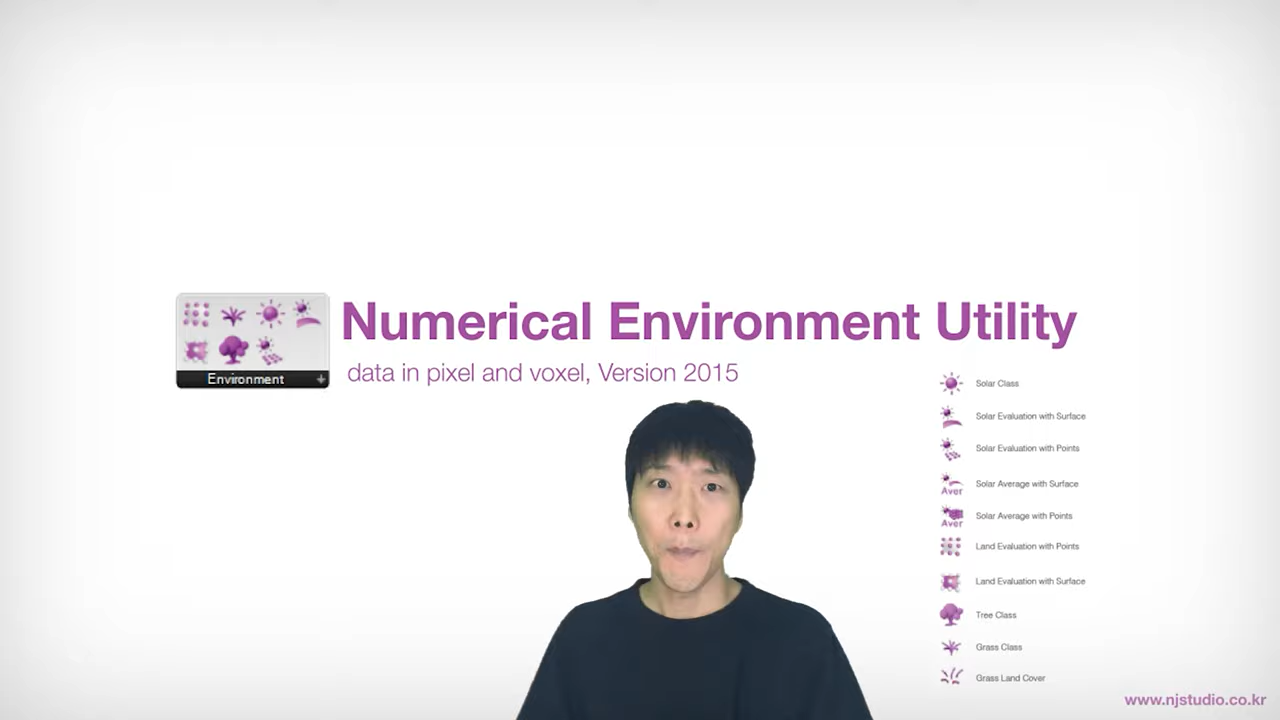 Numerical Environment Utility
Environment
data in pixel and voxel, Version 2015
Solar Class
Solar Evaluation with Surface
Solar Evaluation with Points
Aver
Solar Average with Surface
Aver
Solar Average with Points
Land Evaluation with Points
Land Evaluation with Surface
Tree Class
Grass Class
Grass Land Cover
www.njstudio.co.kr